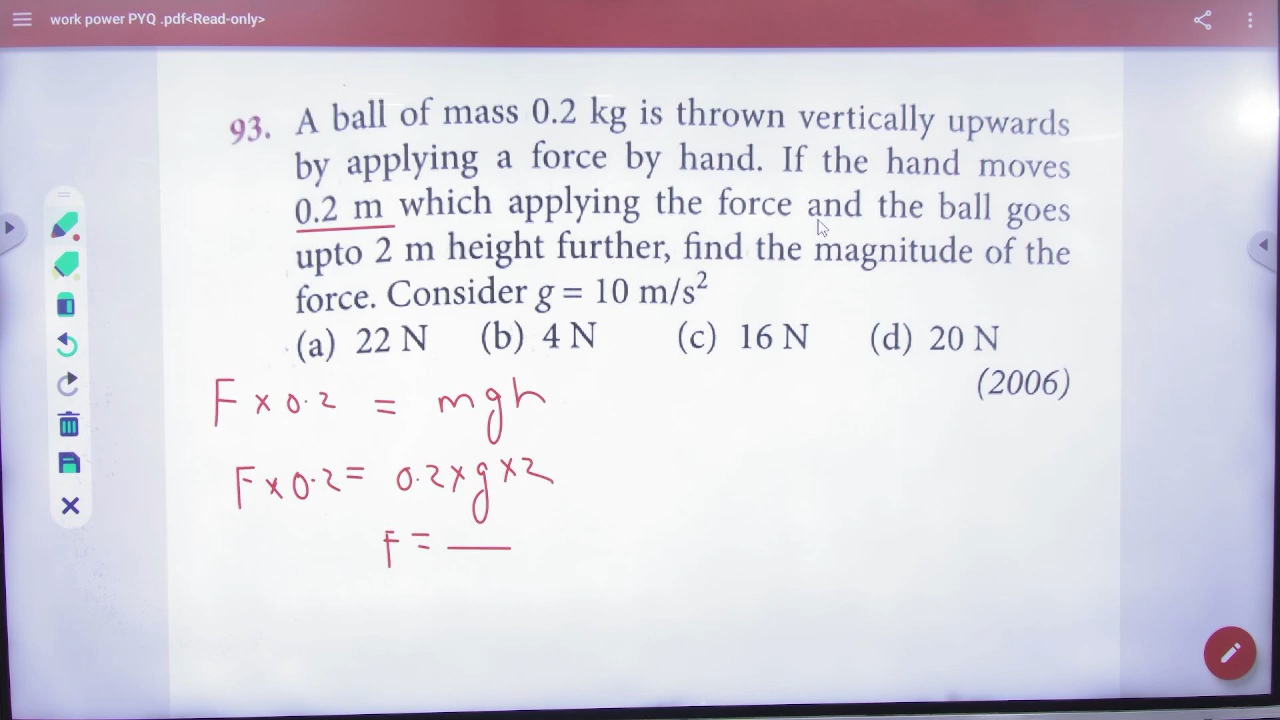 work power PYQ .pdf<Read-only>
93. A ball of mass 0.2 kg is thrown vertically upwards
by applying a force by hand. If the hand moves
0.2 m which applying the force and the ball goes
upto 2 m height further, find the magnitude of the
force. Consider g = 10 m/s²
(a) 22 N (b) 4 N (c) 16 N (d) 20 N
(2006)
F × 0.2 = mgh
F × 0.2 = 0.2 × g × 2
F =